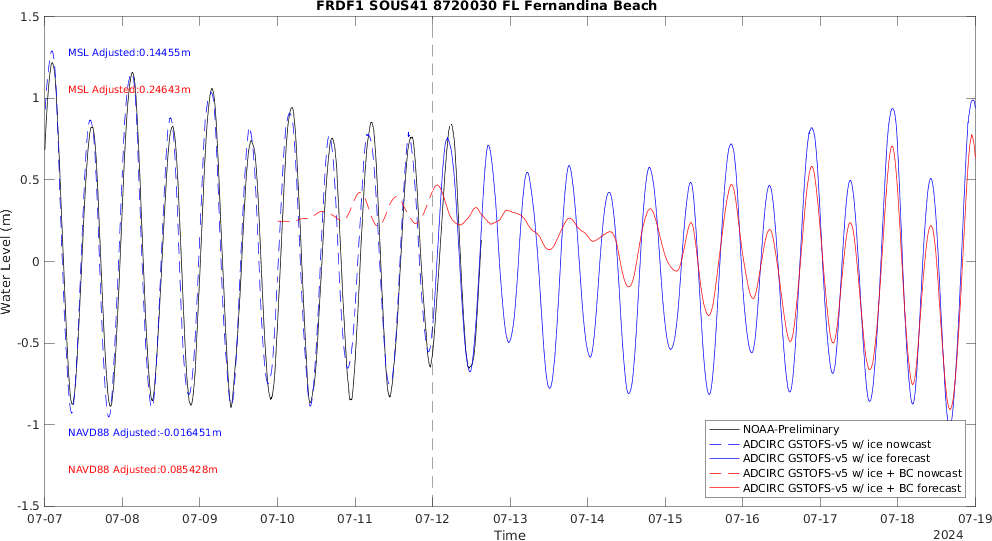 FRDF1 SOUS41 8720030 FL Fernandina Beach
1.5
1
0.5
0
-0.5
-1
-1.5
Water Level (m)
MSL Adjusted:0.14455m
MSL Adjusted:0.24643m
NAVD88 Adjusted:-0.016451m
NAVD88 Adjusted:0.085428m
NOAA-Preliminary
ADCIRC GSTOFS-v5 w/ ice nowcast
ADCIRC GSTOFS-v5 w/ ice forecast
ADCIRC GSTOFS-v5 w/ ice + BC nowcast
ADCIRC GSTOFS-v5 w/ ice + BC forecast
07-07 07-08 07-09 07-10 07-11 07-12 07-13 07-14 07-15 07-16 07-17 07-18 07-19
Time
2024